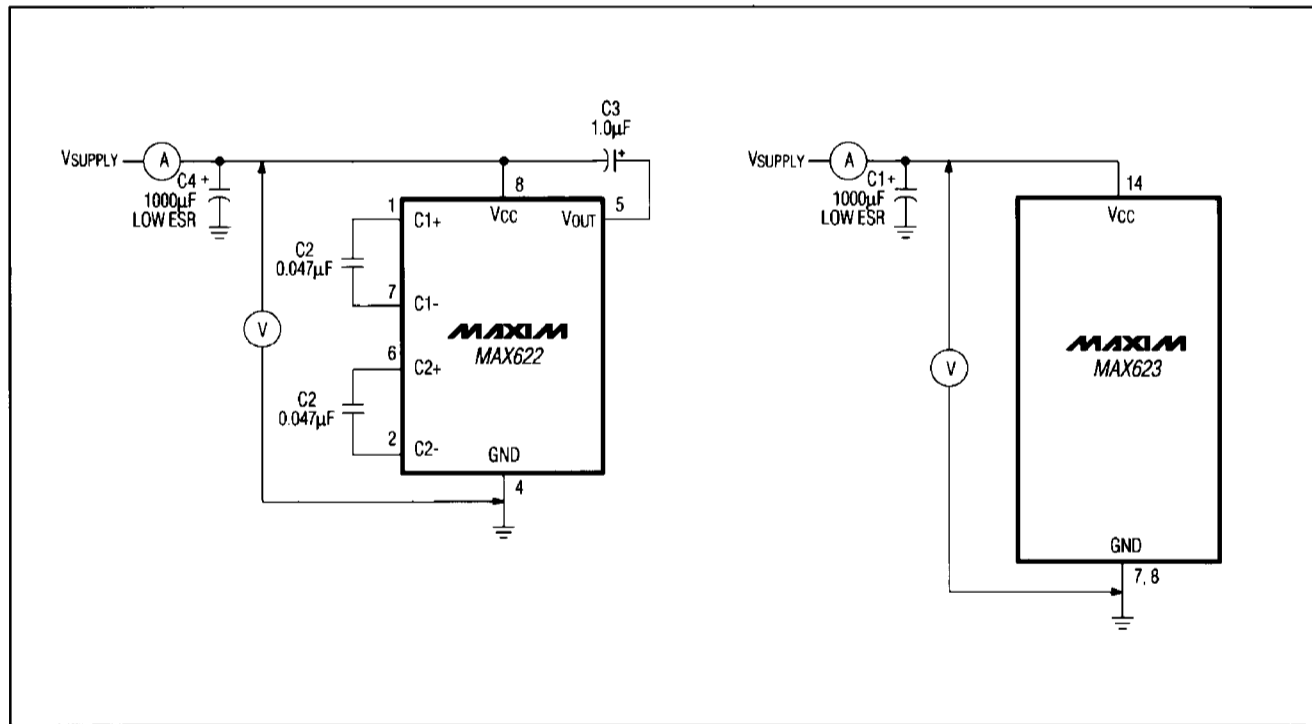 C3
1.0µF
VSUPPLY
A
C4 +
1000µF
LOW ESR
+
8
1
C1+
VCC
VOUT
5
C2
0.047µF
7
C1-
V
MAXIM
MAX622
6
C2+
C2
0.047µF
2
C2-
GND
4
VSUPPLY
A
C1+
1000µF
LOW ESR
14
VCC
V
MAXIM
MAX623
GND
7, 8